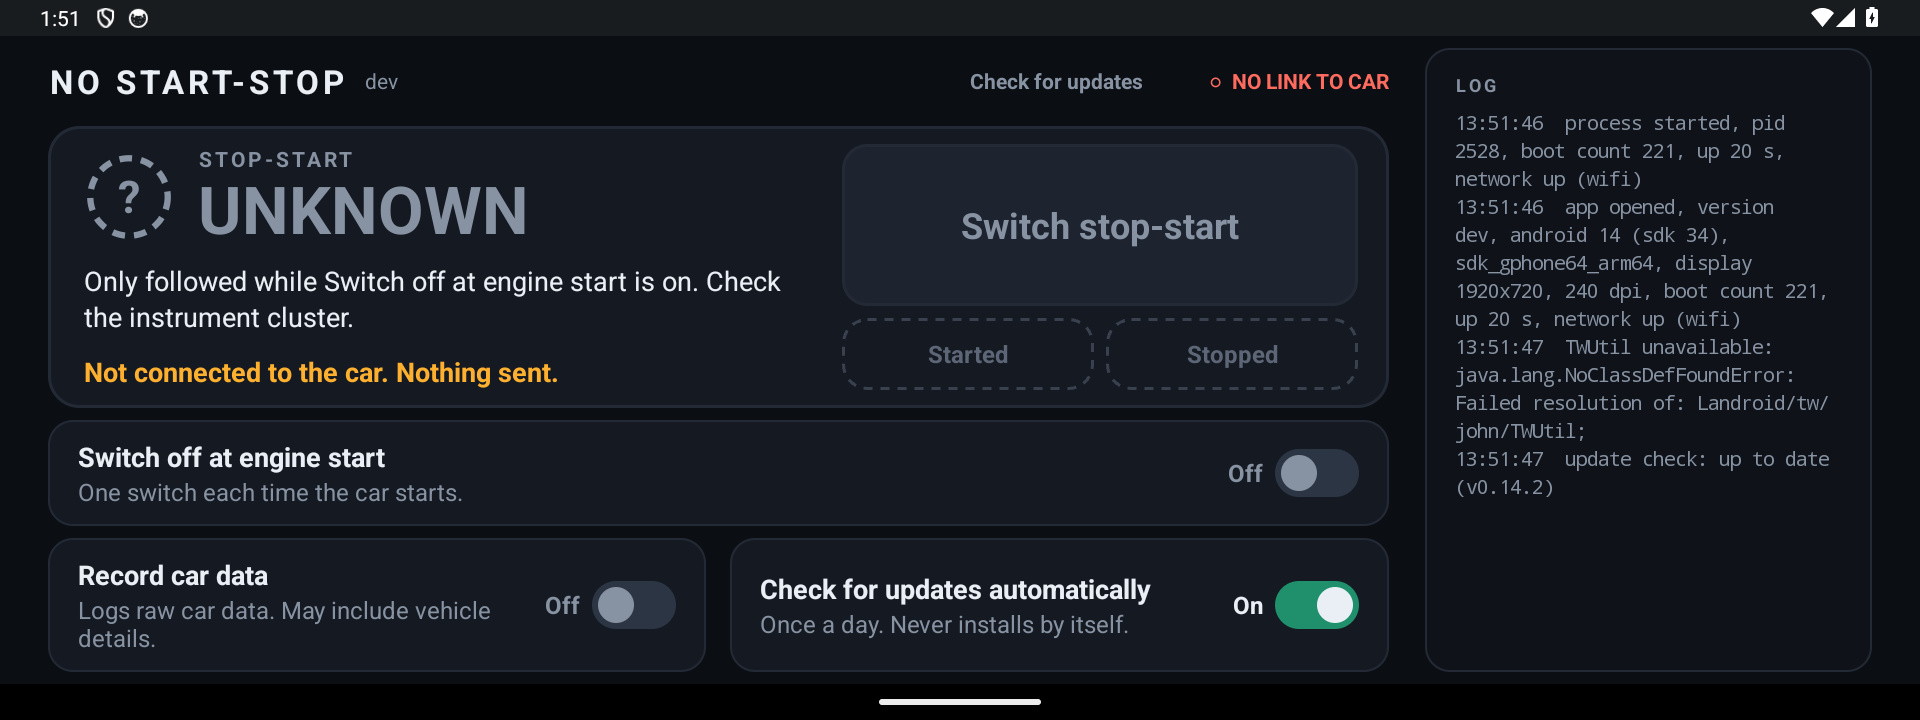 1:51
NO START-STOP dev
Check for updates
NO LINK TO CAR
STOP-START
?
UNKNOWN
Only followed while Switch off at engine start is on. Check
the instrument cluster.
Not connected to the car. Nothing sent.
Switch stop-start
Started
Stopped
Switch off at engine start
One switch each time the car starts.
Off
Record car data
Logs raw car data. May include vehicle
details.
Off
Check for updates automatically
Once a day. Never installs by itself.
On
LOG
13:51:46 process started, pid
2528, boot count 221, up 20 s,
network up (wifi)
13:51:46 app opened, version
dev, android 14 (sdk 34),
sdk_gphone64_arm64, display
1920x720, 240 dpi, boot count 221,
up 20 s, network up (wifi)
13:51:47 TWUtil unavailable:
java.lang.NoClassDefFoundError:
Failed resolution of: Landroid/tw/
john/TWUtil;
13:51:47 update check: up to date
(v0.14.2)